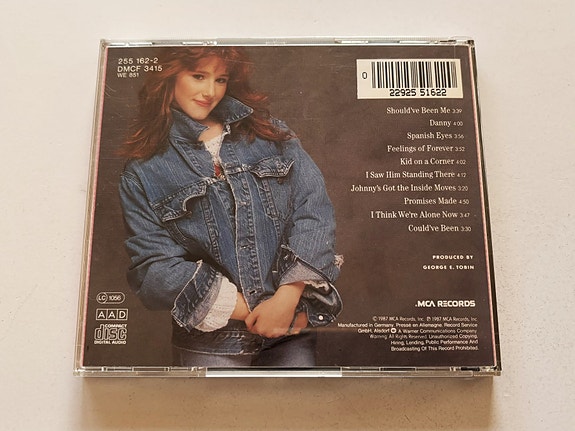 255 162-2
DMCF 3415
WE 851
0
22925 51622
Should've Been Me 3:39
Danny 4:00
Spanish Eyes 3:56
Feelings of Forever 3:52
Kid on a Corner 4:02
I Saw Him Standing There 4:12
Johnny's Got the Inside Moves 3:20
Promises Made 4:50
I Think We're Alone Now 3:47
Could've Been 3:30
PRODUCED BY
GEORGE E. TOBIN
LC 1056
AAD
COMPACT
disc
DIGITAL AUDIO
.MCA RECORDS
© 1987 MCA Records, Inc. ℗ 1987 MCA Records, Inc.
Manufactured in Germany. Presse en Allemagne. Record Service
GmbH, Alsdorf. A Warner Communications Company
Warning. All Rights Reserved. Unauthorized Copying,
Hiring, Lending, Public Performance And
Broadcasting Of This Record Prohibited.